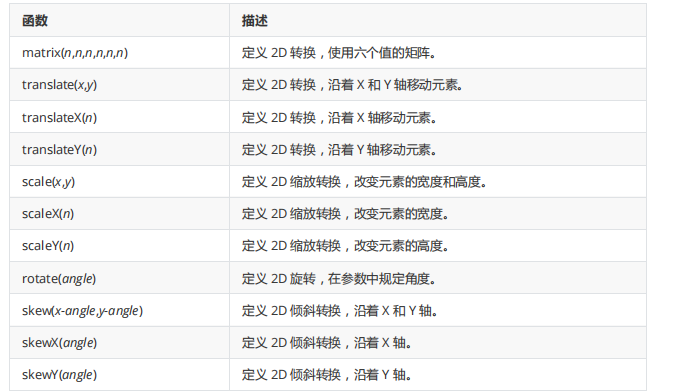 函数 描述
matrix(n,n,n,n,n,n) 定义 2D 转换，使用六个值的矩阵。
translate(x,y) 定义 2D 转换，沿着 X 和 Y 轴移动元素。
translateX(n) 定义 2D 转换，沿着 X 轴移动元素。
translateY(n) 定义 2D 转换，沿着 Y 轴移动元素。
scale(x,y) 定义 2D 缩放转换，改变元素的宽度和高度。
scaleX(n) 定义 2D 缩放转换，改变元素的宽度。
scaleY(n) 定义 2D 缩放转换，改变元素的高度。
rotate(angle) 定义 2D 旋转，在参数中规定角度。
skew(x-angle,y-angle) 定义 2D 倾斜转换，沿着 X 和 Y 轴。
skewX(angle) 定义 2D 倾斜转换，沿着 X 轴。
skewY(angle) 定义 2D 倾斜转换，沿着 Y 轴。